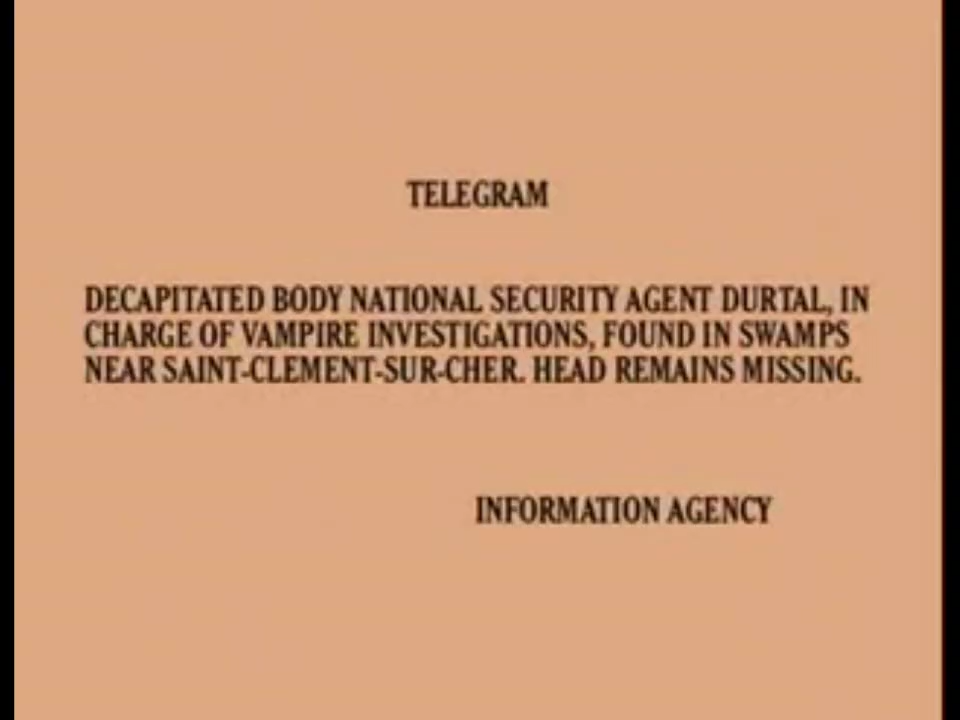 TELEGRAM
DECAPITATED BODY NATIONAL SECURITY AGENT DURTAL, IN
CHARGE OF VAMPIRE INVESTIGATIONS, FOUND IN SWAMPS
NEAR SAINT-CLEMENT-SUR-CHER. HEAD REMAINS MISSING.
INFORMATION AGENCY